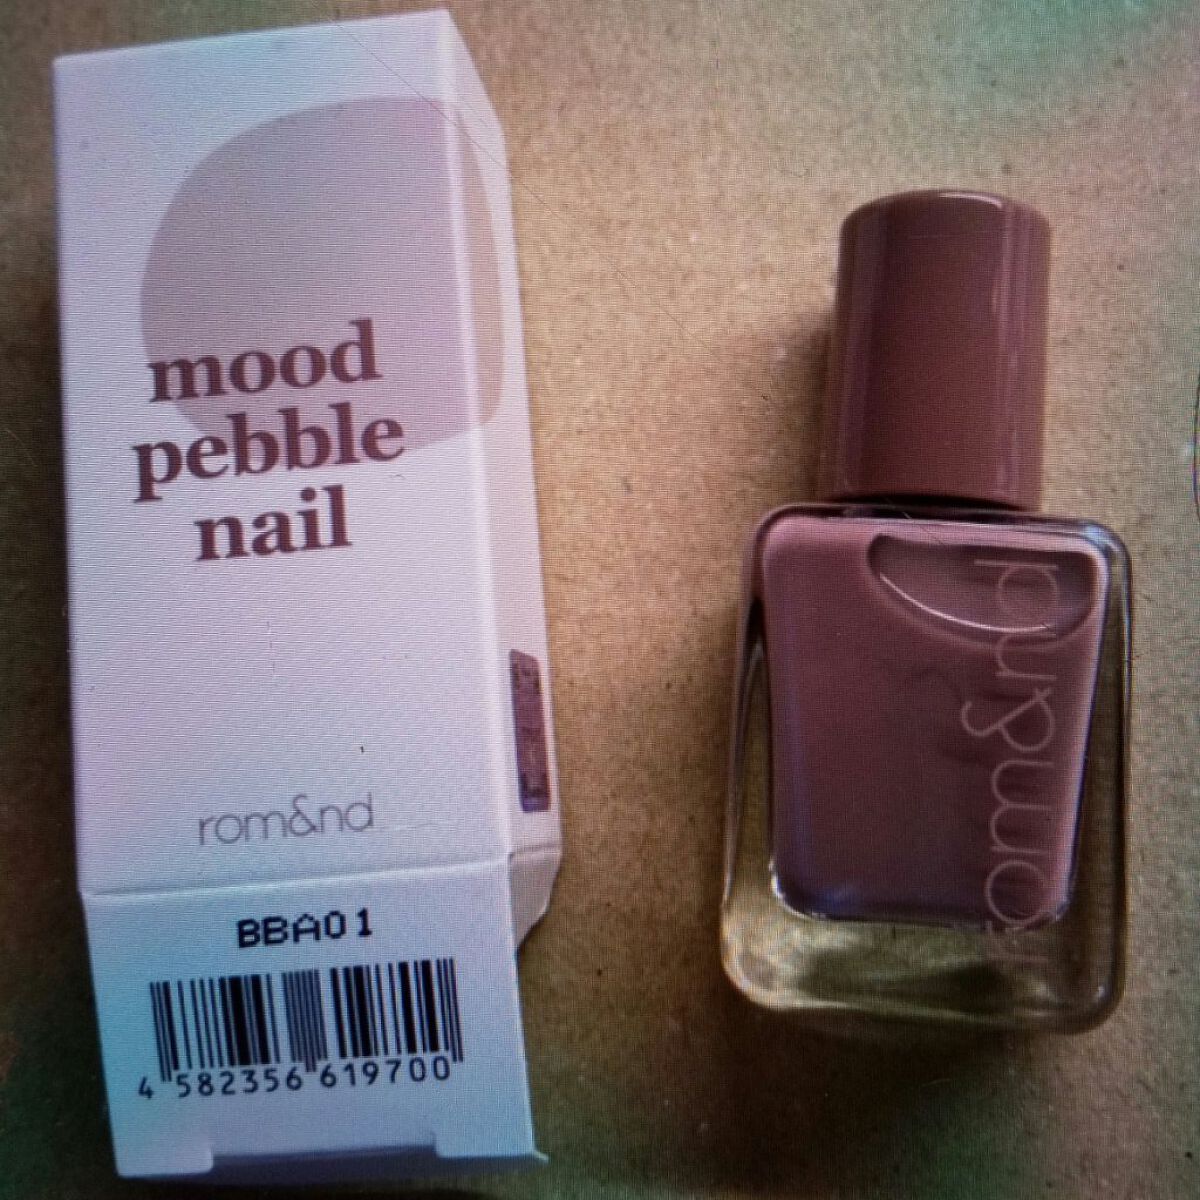 mood
pebble
nail
rom&nd
BBA01
4 582356 619700
rom&nd